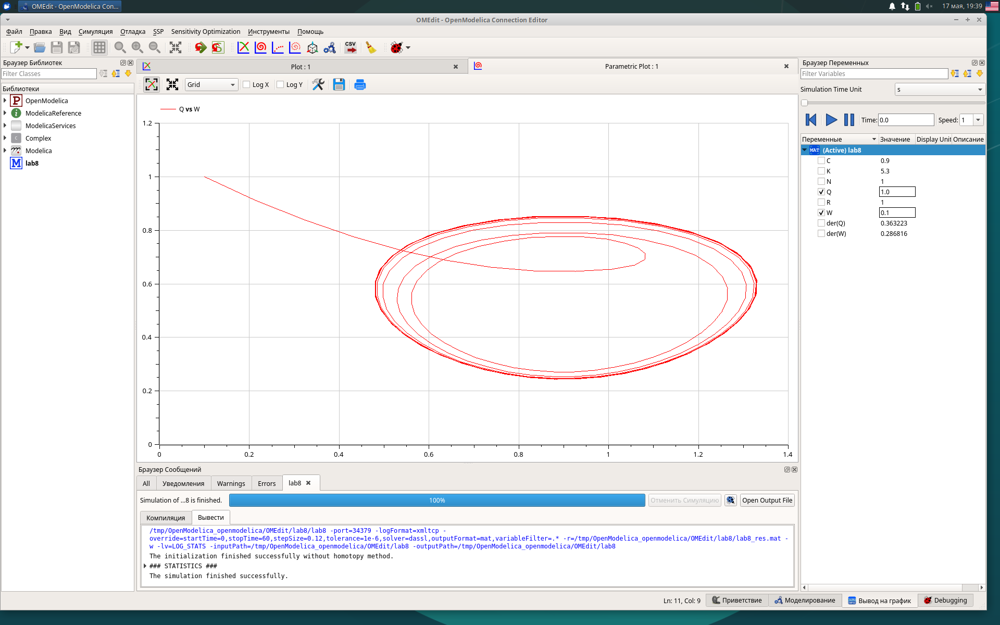 OMEdit - OpenModelica Con...
17 мая, 19:39
OMEdit - OpenModelica Connection Editor
Файл Правка Вид Симуляция Отладка SSP Sensitivity Optimization Инструменты Помощь
CSV
Браузер Библиотек
Filter Classes
Библиотеки
P OpenModelica
i ModelicaReference
ModelicaServices
C Complex
Modelica
M lab8
Plot : 1
Parametric Plot : 1
Grid Log X Log Y
Q vs W
1.2
1
0.8
0.6
0.4
0.2
0
0 0.2 0.4 0.6 0.8 1 1.2 1.4
Браузер Сообщений
All Уведомления Warnings Errors lab8
Simulation of ...8 is finished. 100% Отменить Симуляцию Open Output File
Компиляция Вывести
/tmp/OpenModelica_openmodelica/OMEdit/lab8/lab8 -port=34379 -logFormat=xmltcp -
override=startTime=0,stopTime=60,stepSize=0.12,tolerance=1e-6,solver=dassl,outputFormat=mat,variableFilter=.* -r=/tmp/OpenModelica_openmodelica/OMEdit/lab8/lab8_res.mat -
w -lv=LOG_STATS -inputPath=/tmp/OpenModelica_openmodelica/OMEdit/lab8 -outputPath=/tmp/OpenModelica_openmodelica/OMEdit/lab8
The initialization finished successfully without homotopy method.
### STATISTICS ###
The simulation finished successfully.
Браузер Переменных
Filter Variables
Simulation Time Unit s
Time: 0.0 Speed: 1
Переменные Значение Display Unit Описание
MAT (Active) lab8
C 0.9
K 5.3
N 1
Q 1.0
R 1
W 0.1
der(Q) 0.363223
der(W) 0.286816
Ln: 11, Col: 9 Приветствие Моделирование Вывод на график Debugging